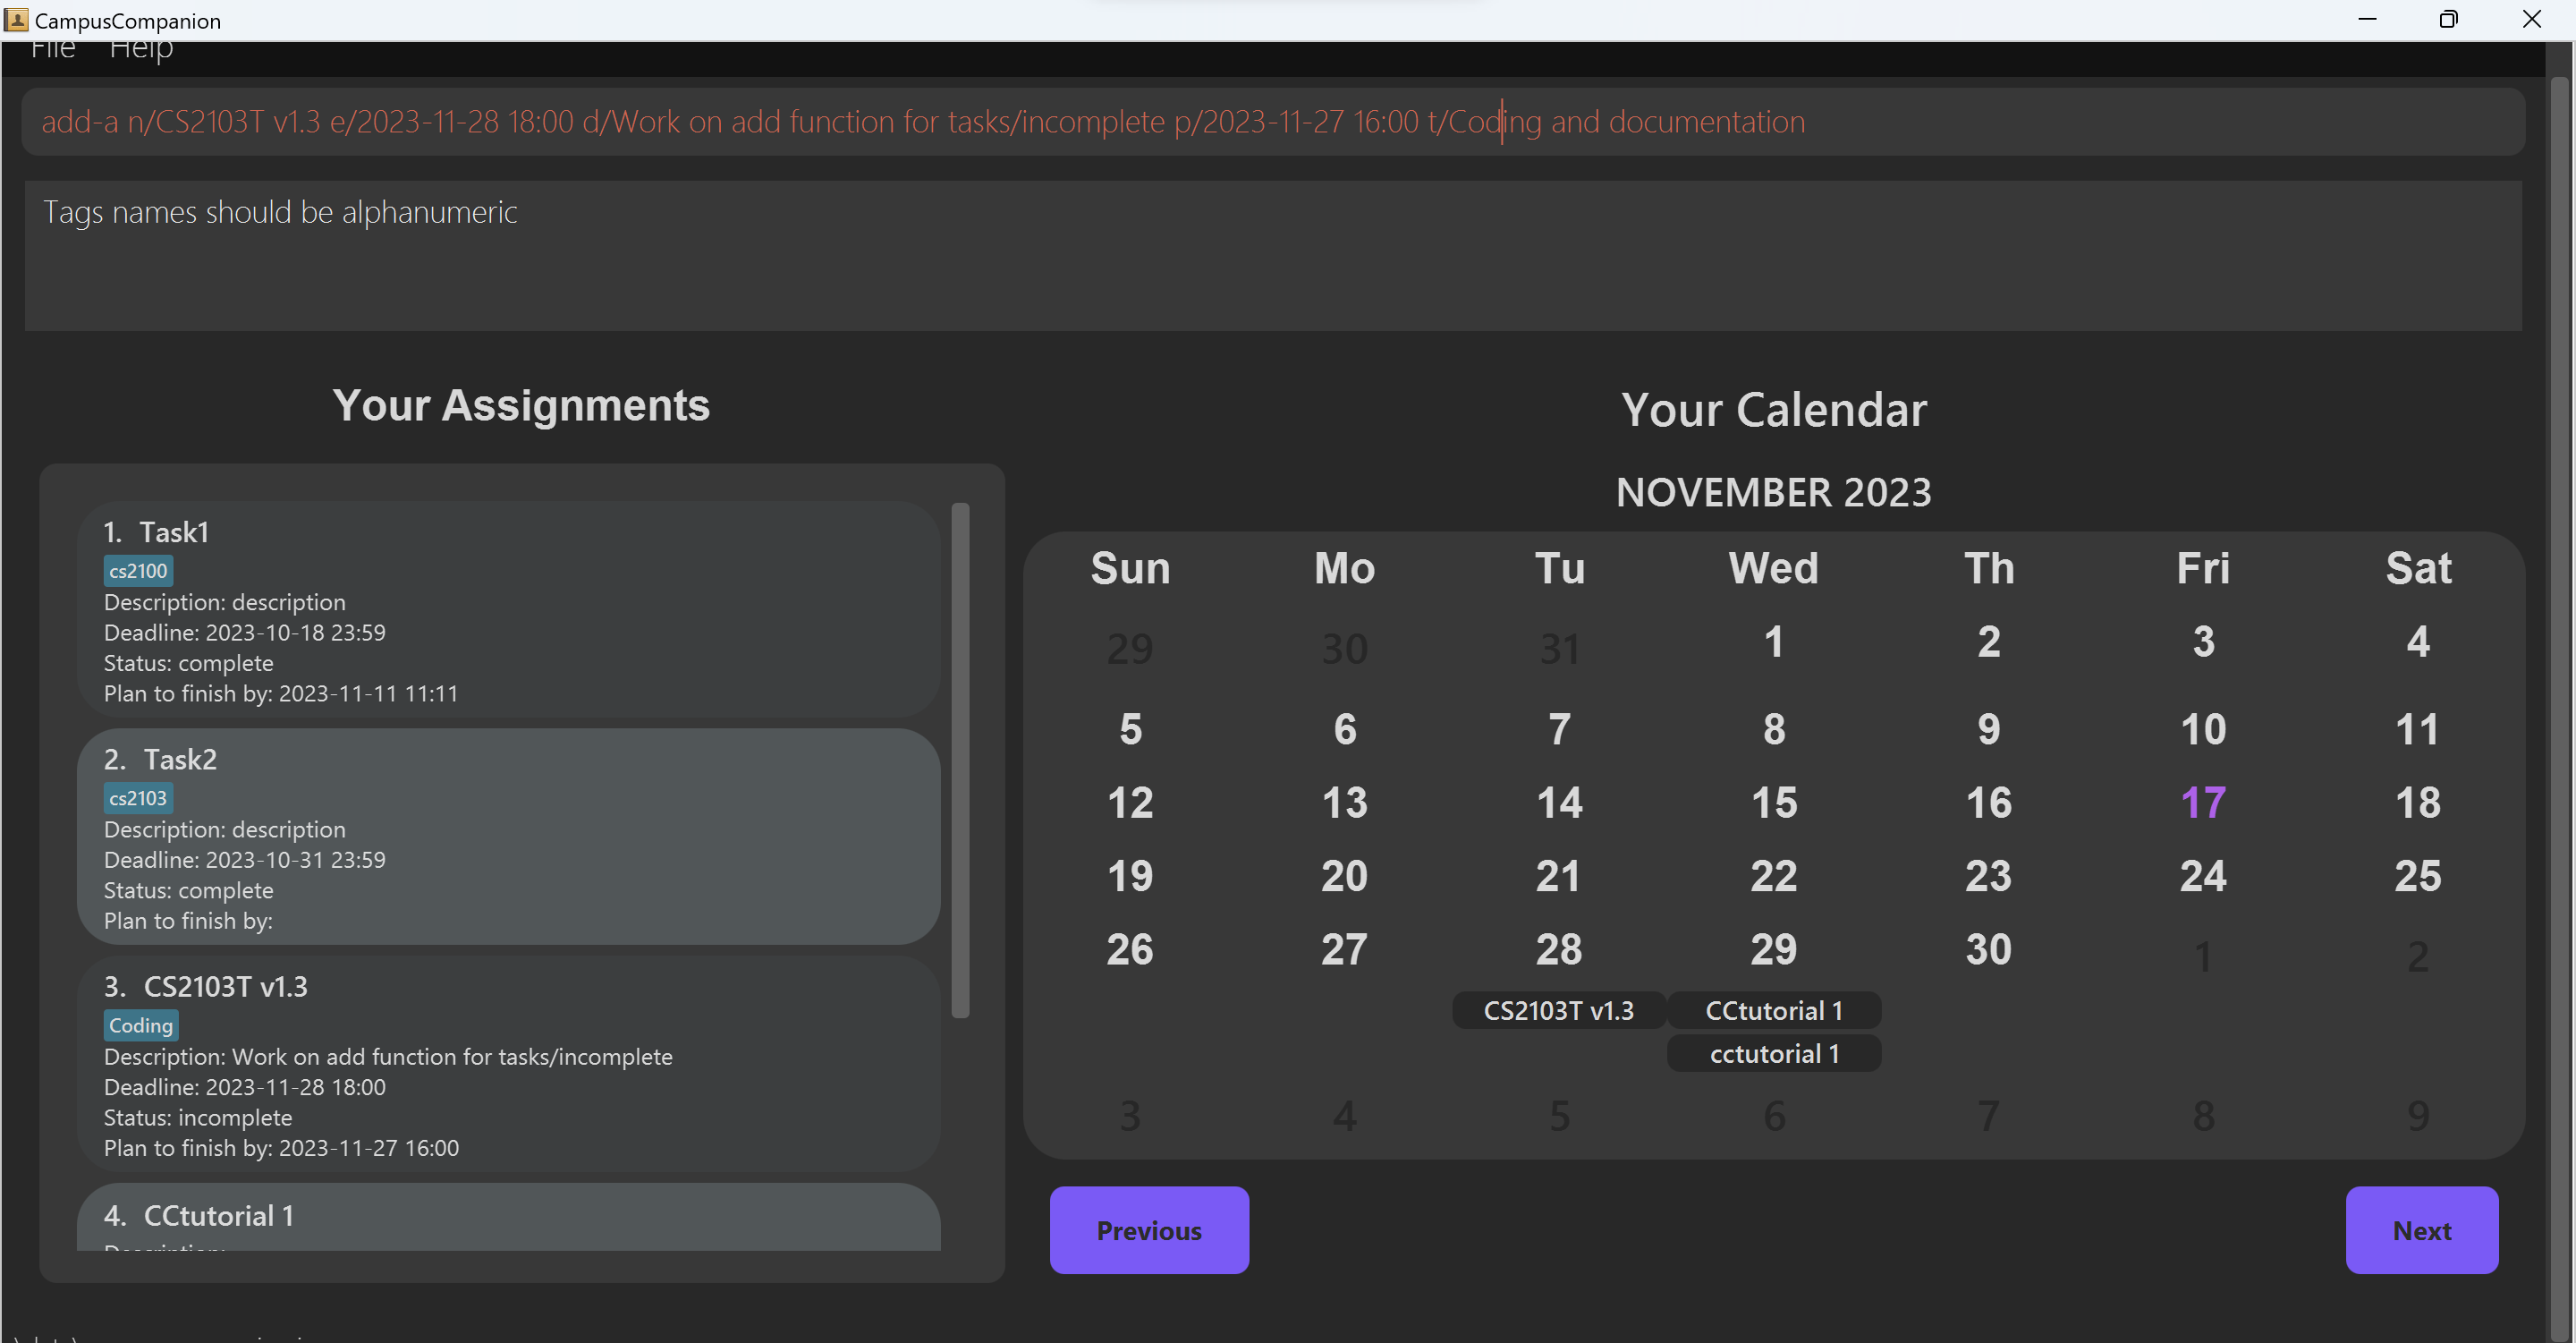 CampusCompanion
File Help
add-a n/CS2103T v1.3 e/2023-11-28 18:00 d/Work on add function for tasks/incomplete p/2023-11-27 16:00 t/Coding and documentation
Tags names should be alphanumeric
Your Assignments
1. Task1
cs2100
Description: description
Deadline: 2023-10-18 23:59
Status: complete
Plan to finish by: 2023-11-11 11:11
2. Task2
cs2103
Description: description
Deadline: 2023-10-31 23:59
Status: complete
Plan to finish by:
3. CS2103T v1.3
Coding
Description: Work on add function for tasks/incomplete
Deadline: 2023-11-28 18:00
Status: incomplete
Plan to finish by: 2023-11-27 16:00
4. CCtutorial 1
Description:
Your Calendar
NOVEMBER 2023
Sun Mo Tu Wed Th Fri Sat
29 30 31 1 2 3 4
5 6 7 8 9 10 11
12 13 14 15 16 17 18
19 20 21 22 23 24 25
26 27 28 29 30 1 2
CS2103T v1.3 CCtutorial 1
cctutorial 1
3 4 5 6 7 8 9
Previous
Next